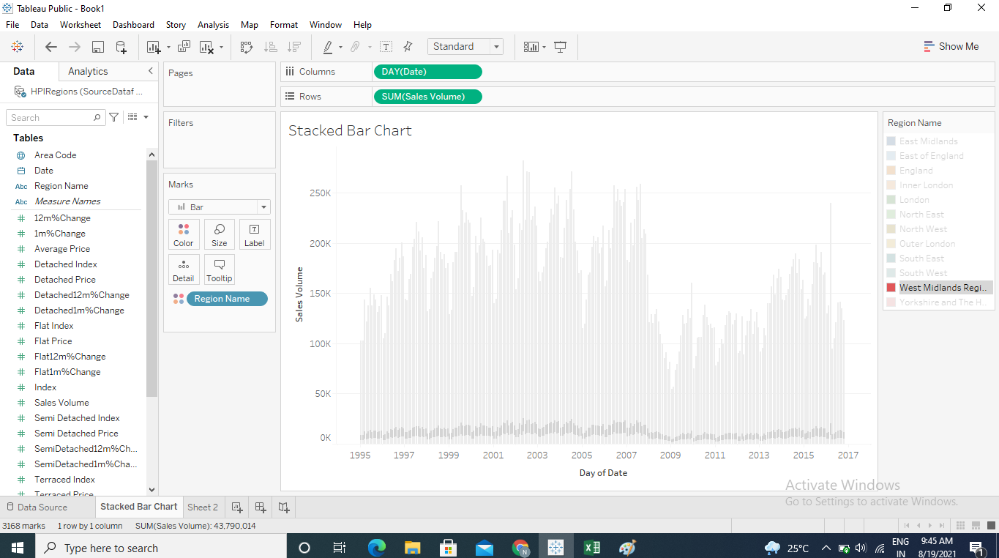 Tableau Public - Book1
File Data Worksheet Dashboard Story Analysis Map Format Window Help
Standard
Show Me
Data Analytics
HPIRegions (SourceDataf ...
Search
Tables
Area Code
Date
Abc Region Name
Abc Measure Names
12m%Change
1m%Change
Average Price
Detached Index
Detached Price
Detached12m%Change
Detached1m%Change
Flat Index
Flat Price
Flat12m%Change
Flat1m%Change
Index
Sales Volume
Semi Detached Index
Semi Detached Price
SemiDetached12m%Ch...
SemiDetached1m%Cha...
Terraced Index
Terraced Price
Pages
Filters
Marks
Bar
Color Size Label
Detail Tooltip
Region Name
Columns DAY(Date)
Rows SUM(Sales Volume)
Stacked Bar Chart
Sales Volume
250K
200K
150K
100K
50K
0K
1995 1997 1999 2001 2003 2005 2007 2009 2011 2013 2015 2017
Day of Date
Region Name
East Midlands
East of England
England
Inner London
London
North East
North West
Outer London
South East
South West
West Midlands Regi..
Yorkshire and The H..
Activate Windows
Go to Settings to activate Windows.
Data Source Stacked Bar Chart Sheet 2
3168 marks 1 row by 1 column SUM(Sales Volume): 43,790,014
Type here to search
N
25°C
ENG
IN
9:45 AM
8/19/2021
1